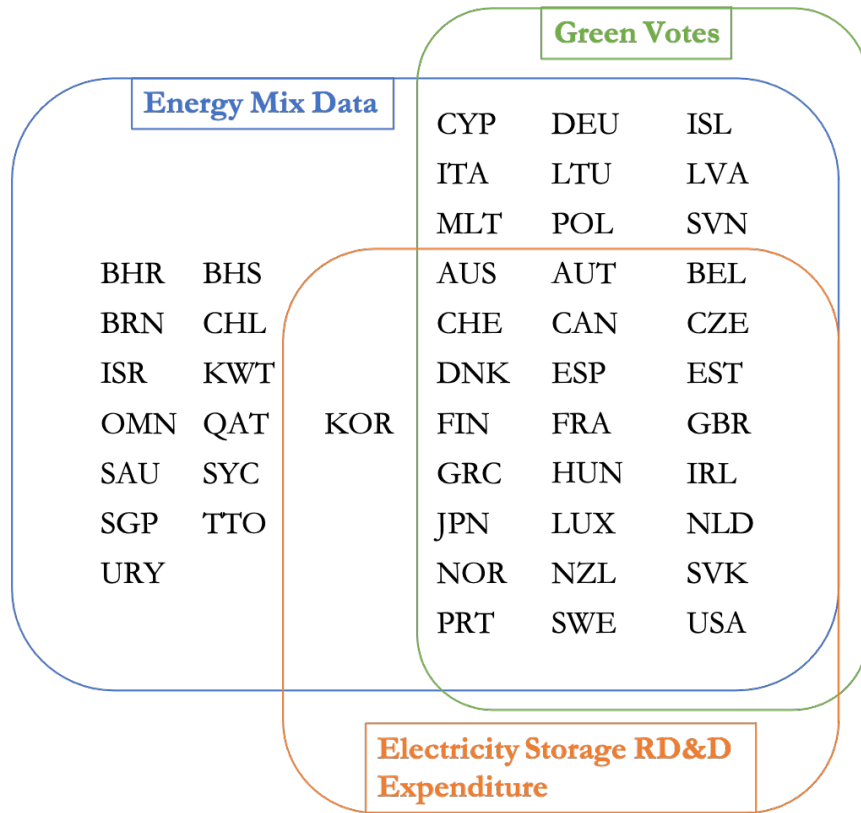 Green Votes
Energy Mix Data
CYP DEU ISL
ITA LTU LVA
MLT POL SVN
BHR BHS AUS AUT BEL
BRN CHL CHE CAN CZE
ISR KWT DNK ESP EST
OMN QAT KOR FIN FRA GBR
SAU SYC GRC HUN IRL
SGP TTO JPN LUX NLD
URY NOR NZL SVK
PRT SWE USA
Electricity Storage RD&D
Expenditure